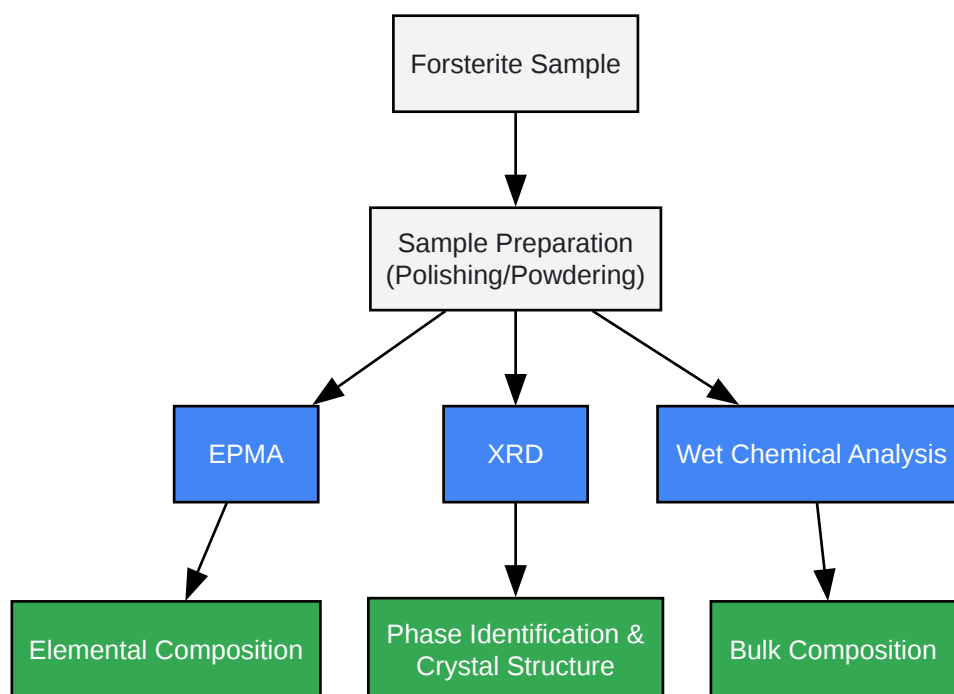 Forsterite Sample
Sample Preparation
(Polishing/Powdering)
EPMA
XRD
Wet Chemical Analysis
Elemental Composition
Phase Identification &
Crystal Structure
Bulk Composition